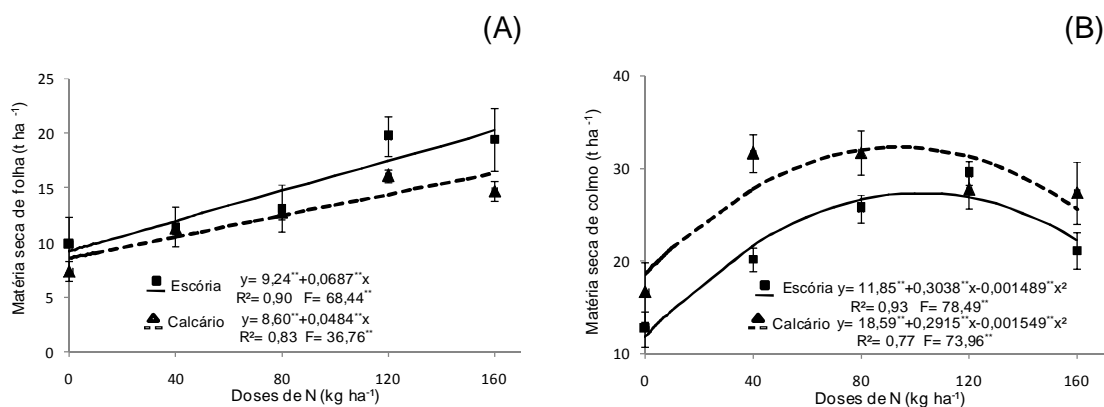 (A)
Matéria seca de folha (t ha ⁻¹)
25
20
15
10
5
0
0 40 80 120 160
Doses de N (kg ha⁻¹)
Escória y= 9,24**+0,0687**x
R²= 0,90 F= 68,44**
Calcário y= 8,60**+0,0484**x
R²= 0,83 F= 36,76**
(B)
Matéria seca de colmo (t ha ⁻¹)
40
30
20
10
0 40 80 120 160
Doses de N (kg ha⁻¹)
Escória y= 11,85**+0,3038**x-0,001489**x²
R²= 0,93 F= 78,49**
Calcário y= 18,59**+0,2915**x-0,001549**x²
R²= 0,77 F= 73,96**